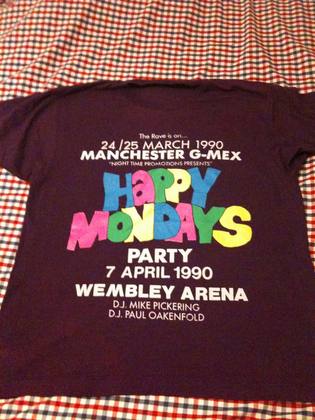 The Rave is on...
24/25 MARCH 1990
MANCHESTER G-MEX
"NIGHT TIME PROMOTIONS PRESENTS"
HAPPY
MONDAYS
PARTY
7 APRIL 1990
WEMBLEY ARENA
D.J. MIKE PICKERING
D.J. PAUL OAKENFOLD